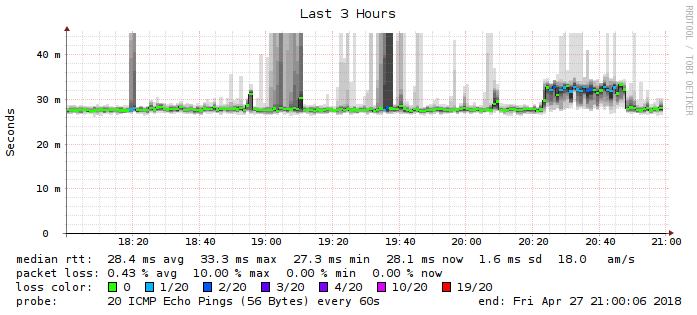 Last 3 Hours
RRDTOOL / TOBI OETIKER
Seconds
40 m
30 m
20 m
10 m
0
18:20 18:40 19:00 19:20 19:40 20:00 20:20 20:40 21:00
median rtt: 28.4 ms avg 33.3 ms max 27.3 ms min 28.1 ms now 1.6 ms sd 18.0 am/s
packet loss: 0.43 % avg 10.00 % max 0.00 % min 0.00 % now
loss color: 0 1/20 2/20 3/20 4/20 10/20 19/20
probe: 20 ICMP Echo Pings (56 Bytes) every 60s end: Fri Apr 27 21:00:06 2018